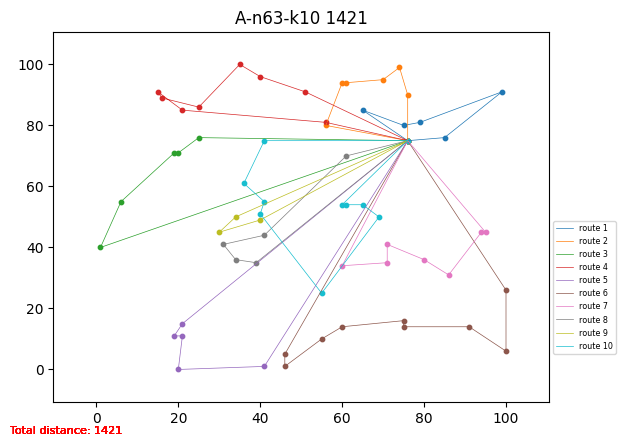 A-n63-k10 1421
100
80
60
40
20
0
0 20 40 60 80 100
route 1
route 2
route 3
route 4
route 5
route 6
route 7
route 8
route 9
route 10
Total distance: 1421